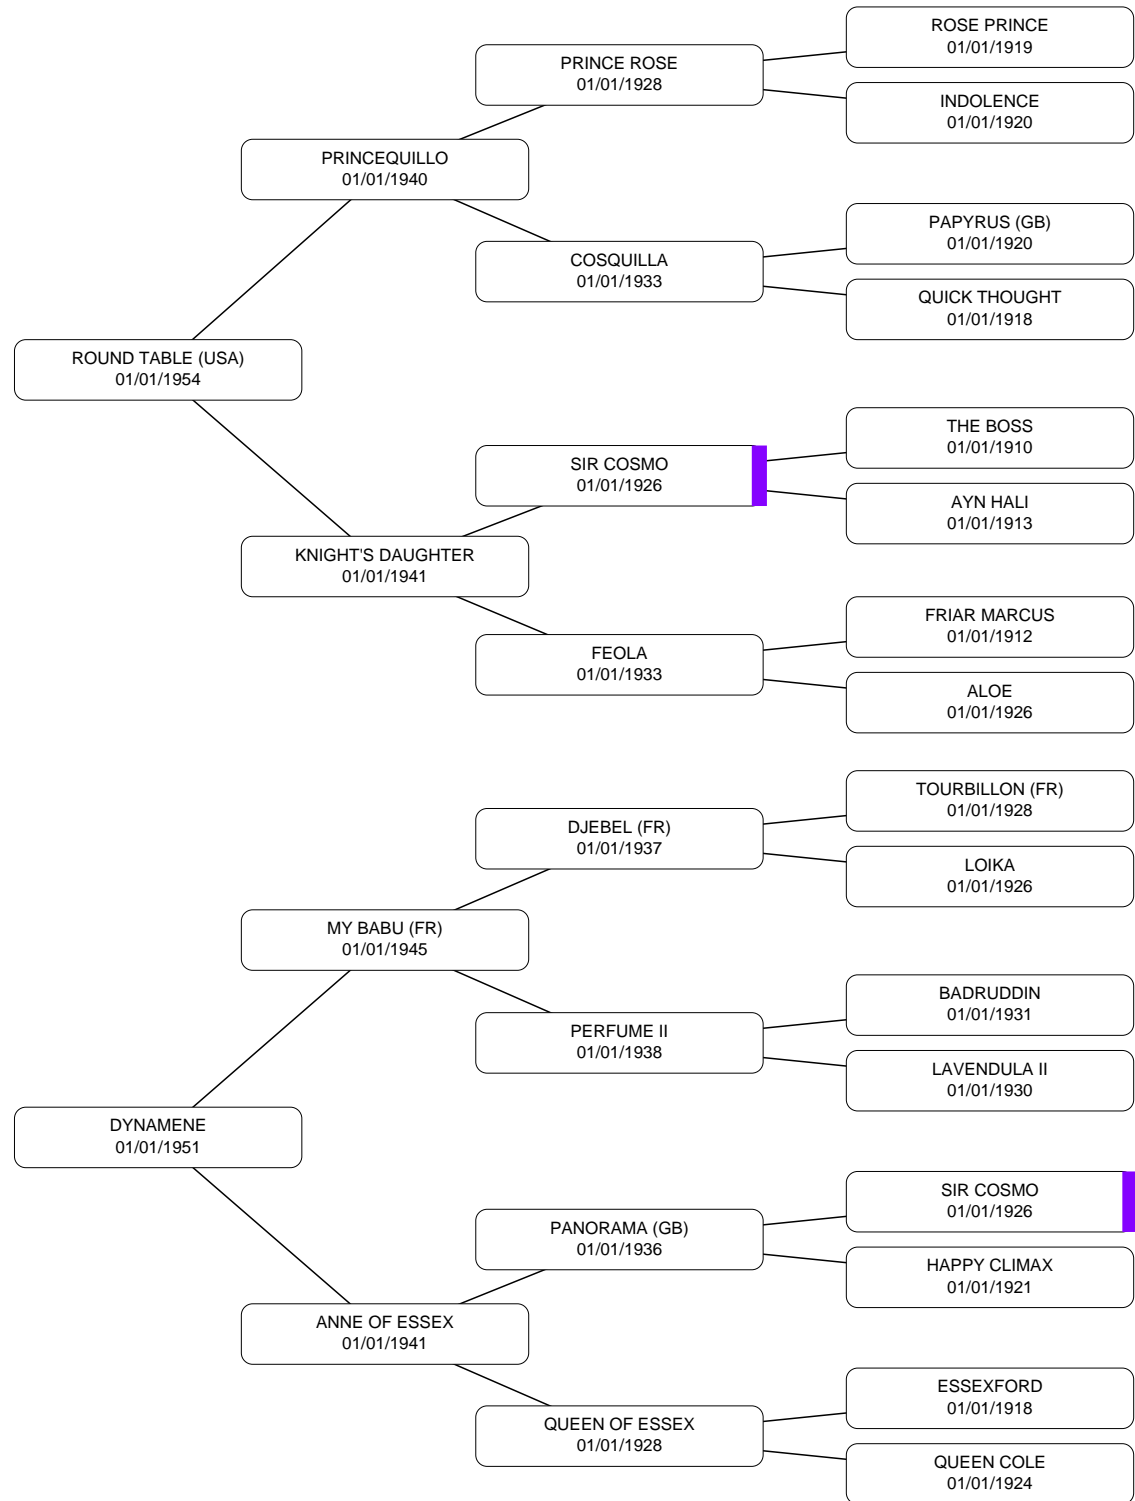 ROSE PRINCE
01/01/1919
PRINCE ROSE
01/01/1928
INDOLENCE
01/01/1920
PRINCEQUILLO
01/01/1940
PAPYRUS (GB)
01/01/1920
COSQUILLA
01/01/1933
QUICK THOUGHT
01/01/1918
ROUND TABLE (USA)
01/01/1954
THE BOSS
01/01/1910
SIR COSMO
01/01/1926
AYN HALI
01/01/1913
KNIGHT'S DAUGHTER
01/01/1941
FRIAR MARCUS
01/01/1912
FEOLA
01/01/1933
ALOE
01/01/1926
TOURBILLON (FR)
01/01/1928
DJEBEL (FR)
01/01/1937
LOIKA
01/01/1926
MY BABU (FR)
01/01/1945
BADRUDDIN
01/01/1931
PERFUME II
01/01/1938
LAVENDULA II
01/01/1930
DYNAMENE
01/01/1951
SIR COSMO
01/01/1926
PANORAMA (GB)
01/01/1936
HAPPY CLIMAX
01/01/1921
ANNE OF ESSEX
01/01/1941
ESSEXFORD
01/01/1918
QUEEN OF ESSEX
01/01/1928
QUEEN COLE
01/01/1924